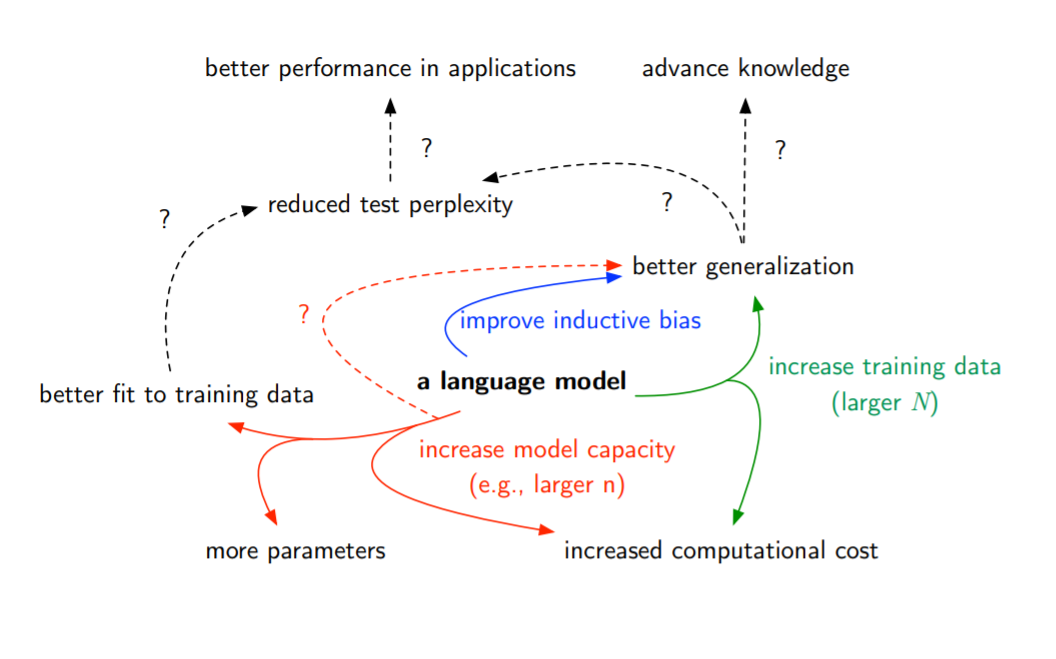 better performance in applications
advance knowledge
?
?
?
reduced test perplexity
?
better generalization
?
improve inductive bias
a language model
increase training data
(larger N)
better fit to training data
increase model capacity
(e.g., larger n)
more parameters
increased computational cost